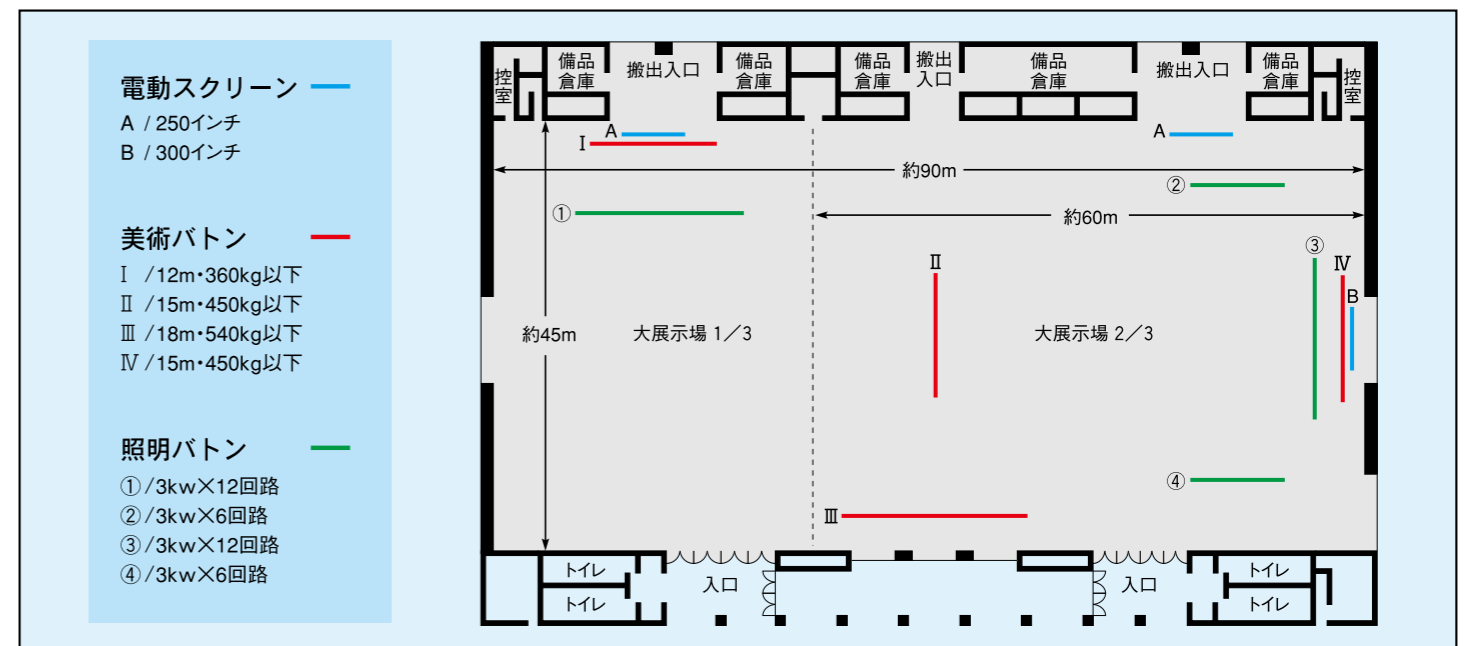 電動スクリーン
A / 250インチ
B / 300インチ
美術バトン
Ⅰ /12m・360kg以下
Ⅱ /15m・450kg以下
Ⅲ /18m・540kg以下
Ⅳ /15m・450kg以下
照明バトン
①/3kw×12回路
②/3kw×6回路
③/3kw×12回路
④/3kw×6回路
控室
備品倉庫
搬出入口
備品倉庫
備品倉庫
搬出入口
備品倉庫
搬出入口
備品倉庫
控室
A
Ⅰ
A
約90m
②
①
約60m
③
Ⅱ
Ⅳ
B
約45m
大展示場 1/3
大展示場 2/3
④
Ⅲ
トイレ
トイレ
入口
入口
トイレ
トイレ